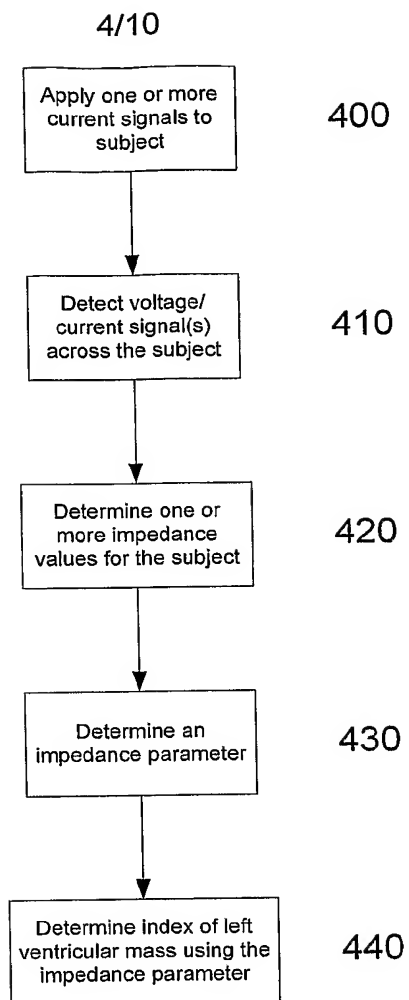 4/10
Apply one or more
current signals to
subject
400
Detect voltage/
current signal(s)
across the subject
410
Determine one or
more impedance
values for the subject
420
Determine an
impedance parameter
430
Determine index of left
ventricular mass using the
impedance parameter
440